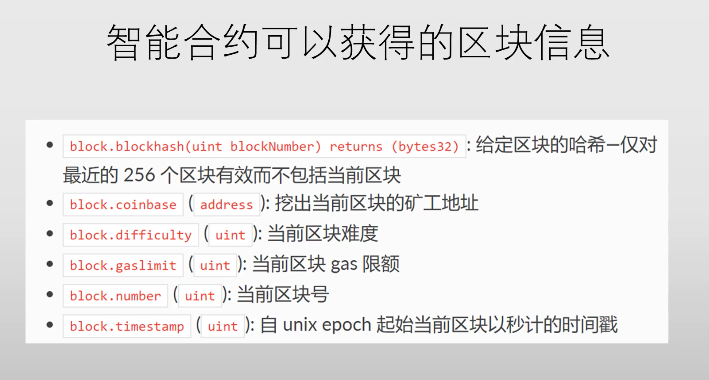 智能合约可以获得的区块信息
• block.blockhash(uint blockNumber) returns (bytes32) : 给定区块的哈希—仅对
最近的 256 个区块有效而不包括当前区块
• block.coinbase ( address ): 挖出当前区块的矿工地址
• block.difficulty ( uint ): 当前区块难度
• block.gaslimit ( uint ): 当前区块 gas 限额
• block.number ( uint ): 当前区块号
• block.timestamp ( uint ): 自 unix epoch 起始当前区块以秒计的时间戳